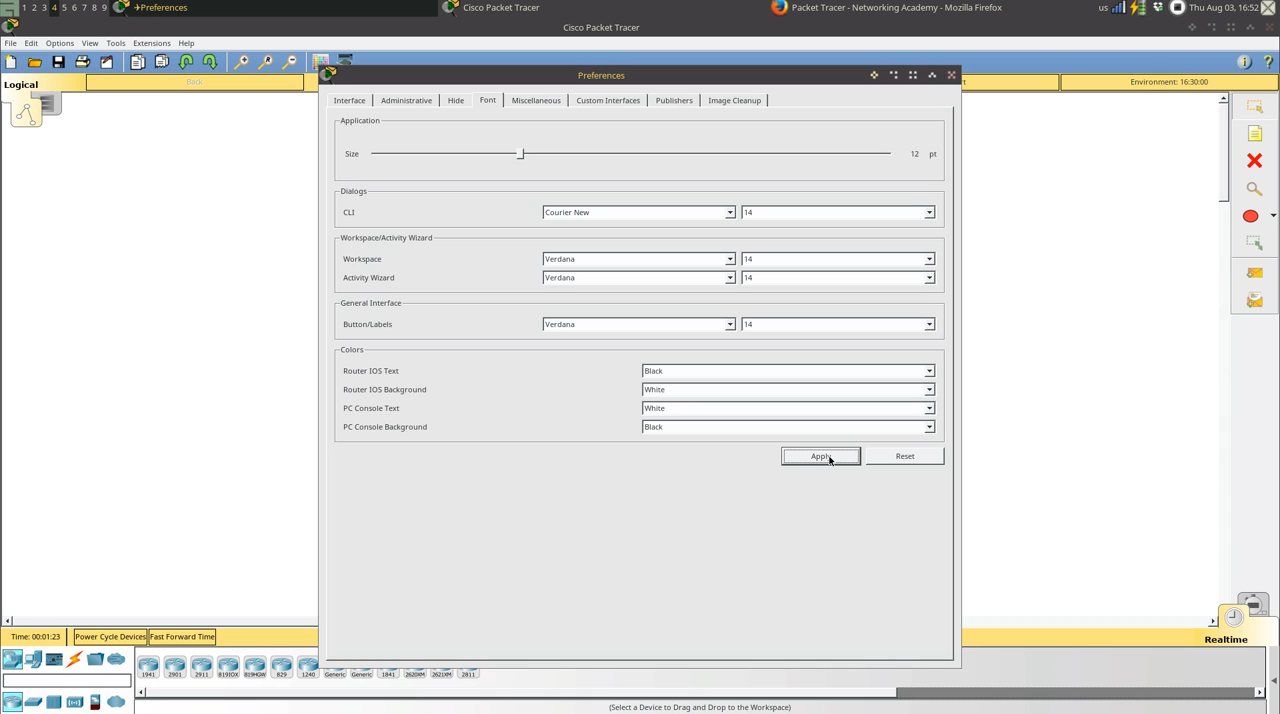 1 2 3 4 5 6 7 8 9 ✈Preferences Cisco Packet Tracer Packet Tracer - Networking Academy - Mozilla Firefox us Thu Aug 03, 16:52
Cisco Packet Tracer
File Edit Options View Tools Extensions Help
Logical Back Environment: 16:30:00
Preferences
Interface Administrative Hide Font Miscellaneous Custom Interfaces Publishers Image Cleanup
Application
Size 12 pt
Dialogs
CLI Courier New 14
Workspace/Activity Wizard
Workspace Verdana 14
Activity Wizard Verdana 14
General Interface
Button/Labels Verdana 14
Colors
Router IOS Text Black
Router IOS Background White
PC Console Text White
PC Console Background Black
Apply Reset
Time: 00:01:23 Power Cycle Devices Fast Forward Time Realtime
1941 2901 2911 819IOX 819HGW 829 1240 Generic Generic 1841 2620XM 2621XM 2811
(Select a Device to Drag and Drop to the Workspace)